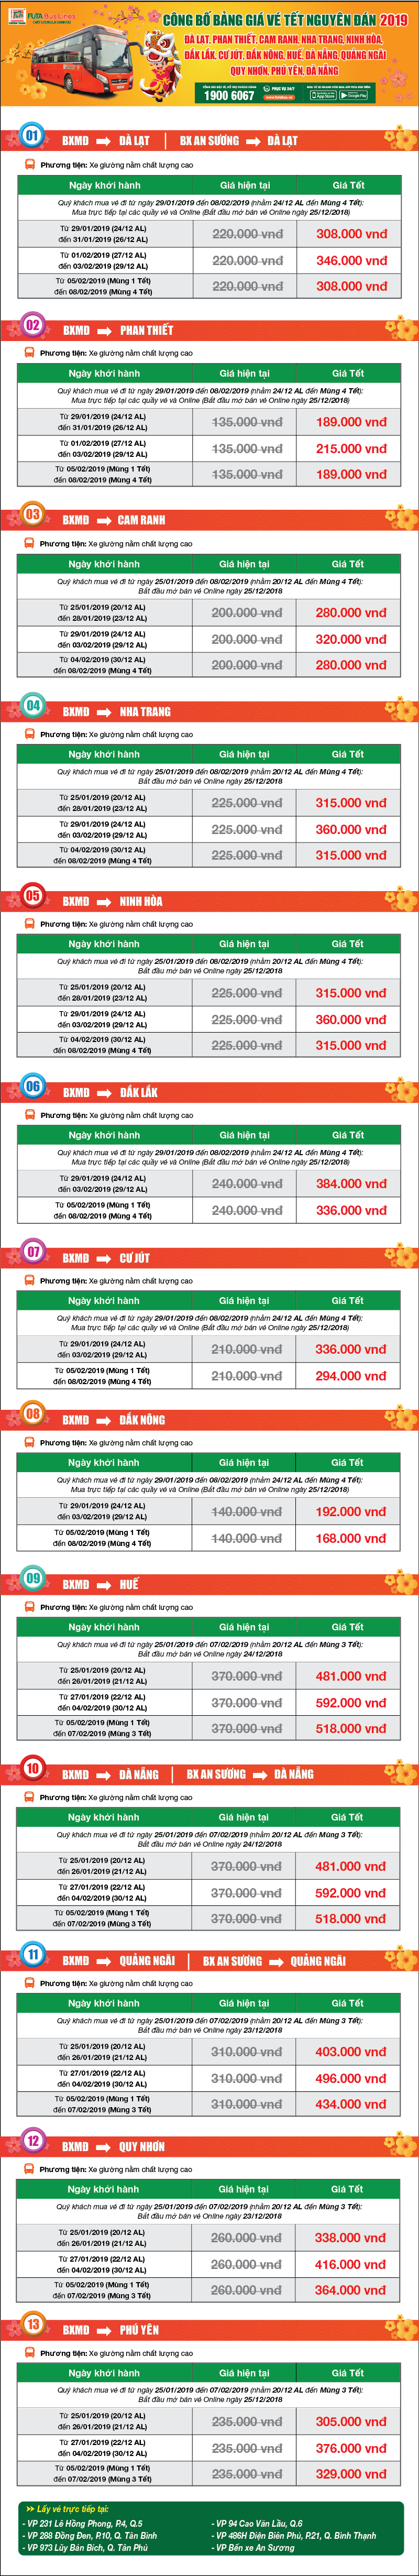 FUTA Bus Lines
CHẤT LƯỢNG LÀ DANH DỰ
CÔNG BỐ BẢNG GIÁ VÉ TẾT NGUYÊN ĐÁN 2019
ĐÀ LẠT, PHAN THIẾT, CAM RANH, NHA TRANG, NINH HÒA,
ĐẮK LẮK, CƯ JÚT, ĐẮK NÔNG, HUẾ, ĐÀ NẴNG, QUẢNG NGÃI
QUY NHƠN, PHÚ YÊN, ĐÀ NẴNG
1900 6067
PHỤC VỤ 24/7
App Store
Google Play
01 BXMĐ ĐÀ LẠT | BX AN SƯƠNG ĐÀ LẠT
Phương tiện: Xe giường nằm chất lượng cao
Ngày khởi hành Giá hiện tại Giá Tết
Quý khách mua vé đi từ ngày 29/01/2019 đến 08/02/2019 (nhằm 24/12 AL đến Mùng 4 Tết):
Mua trực tiếp tại các quầy vé và Online (Bắt đầu mở bán vé Online ngày 25/12/2018)
Từ 29/01/2019 (24/12 AL)
đến 31/01/2019 (26/12 AL) 220.000 vnđ 308.000 vnđ
Từ 01/02/2019 (27/12 AL)
đến 03/02/2019 (29/12 AL) 220.000 vnđ 346.000 vnđ
Từ 05/02/2019 (Mùng 1 Tết)
đến 08/02/2019 (Mùng 4 Tết) 220.000 vnđ 308.000 vnđ
02 BXMĐ PHAN THIẾT
Phương tiện: Xe giường nằm chất lượng cao
Ngày khởi hành Giá hiện tại Giá Tết
Quý khách mua vé đi từ ngày 29/01/2019 đến 08/02/2019 (nhằm 24/12 AL đến Mùng 4 Tết):
Mua trực tiếp tại các quầy vé và Online (Bắt đầu mở bán vé Online ngày 25/12/2018)
Từ 29/01/2019 (24/12 AL)
đến 31/01/2019 (26/12 AL) 135.000 vnđ 189.000 vnđ
Từ 01/02/2019 (27/12 AL)
đến 03/02/2019 (29/12 AL) 135.000 vnđ 215.000 vnđ
Từ 05/02/2019 (Mùng 1 Tết)
đến 08/02/2019 (Mùng 4 Tết) 135.000 vnđ 189.000 vnđ
03 BXMĐ CAM RANH
Phương tiện: Xe giường nằm chất lượng cao
Ngày khởi hành Giá hiện tại Giá Tết
Quý khách mua vé đi từ ngày 25/01/2019 đến 08/02/2019 (nhằm 20/12 AL đến Mùng 4 Tết):
Bắt đầu mở bán vé Online ngày 25/12/2018
Từ 25/01/2019 (20/12 AL)
đến 28/01/2019 (23/12 AL) 200.000 vnđ 280.000 vnđ
Từ 29/01/2019 (24/12 AL)
đến 03/02/2019 (29/12 AL) 200.000 vnđ 320.000 vnđ
Từ 04/02/2019 (30/12 AL)
đến 08/02/2019 (Mùng 4 Tết) 200.000 vnđ 280.000 vnđ
04 BXMĐ NHA TRANG
Phương tiện: Xe giường nằm chất lượng cao
Ngày khởi hành Giá hiện tại Giá Tết
Quý khách mua vé đi từ ngày 25/01/2019 đến 08/02/2019 (nhằm 20/12 AL đến Mùng 4 Tết):
Bắt đầu mở bán vé Online ngày 25/12/2018
Từ 25/01/2019 (20/12 AL)
đến 28/01/2019 (23/12 AL) 225.000 vnđ 315.000 vnđ
Từ 29/01/2019 (24/12 AL)
đến 03/02/2019 (29/12 AL) 225.000 vnđ 360.000 vnđ
Từ 04/02/2019 (30/12 AL)
đến 08/02/2019 (Mùng 4 Tết) 225.000 vnđ 315.000 vnđ
05 BXMĐ NINH HÒA
Phương tiện: Xe giường nằm chất lượng cao
Ngày khởi hành Giá hiện tại Giá Tết
Quý khách mua vé đi từ ngày 25/01/2019 đến 08/02/2019 (nhằm 20/12 AL đến Mùng 4 Tết):
Bắt đầu mở bán vé Online ngày 25/12/2018
Từ 25/01/2019 (20/12 AL)
đến 28/01/2019 (23/12 AL) 225.000 vnđ 315.000 vnđ
Từ 29/01/2019 (24/12 AL)
đến 03/02/2019 (29/12 AL) 225.000 vnđ 360.000 vnđ
Từ 04/02/2019 (30/12 AL)
đến 08/02/2019 (Mùng 4 Tết) 225.000 vnđ 315.000 vnđ
06 BXMĐ ĐẮK LẮK
Phương tiện: Xe giường nằm chất lượng cao
Ngày khởi hành Giá hiện tại Giá Tết
Quý khách mua vé đi từ ngày 29/01/2019 đến 08/02/2019 (nhằm 24/12 AL đến Mùng 4 Tết):
Mua trực tiếp tại các quầy vé và Online (Bắt đầu mở bán vé Online ngày 25/12/2018)
Từ 29/01/2019 (24/12 AL)
đến 03/02/2019 (29/12 AL) 240.000 vnđ 384.000 vnđ
Từ 05/02/2019 (Mùng 1 Tết)
đến 08/02/2019 (Mùng 4 Tết) 240.000 vnđ 336.000 vnđ
07 BXMĐ CƯ JÚT
Phương tiện: Xe giường nằm chất lượng cao
Ngày khởi hành Giá hiện tại Giá Tết
Quý khách mua vé đi từ ngày 29/01/2019 đến 08/02/2019 (nhằm 24/12 AL đến Mùng 4 Tết):
Mua trực tiếp tại các quầy vé và Online (Bắt đầu mở bán vé Online ngày 25/12/2018)
Từ 29/01/2019 (24/12 AL)
đến 03/02/2019 (29/12 AL) 210.000 vnđ 336.000 vnđ
Từ 05/02/2019 (Mùng 1 Tết)
đến 08/02/2019 (Mùng 4 Tết) 210.000 vnđ 294.000 vnđ
08 BXMĐ ĐẮK NÔNG
Phương tiện: Xe giường nằm chất lượng cao
Ngày khởi hành Giá hiện tại Giá Tết
Quý khách mua vé đi từ ngày 29/01/2019 đến 08/02/2019 (nhằm 24/12 AL đến Mùng 4 Tết):
Mua trực tiếp tại các quầy vé và Online (Bắt đầu mở bán vé Online ngày 25/12/2018)
Từ 29/01/2019 (24/12 AL)
đến 03/02/2019 (29/12 AL) 140.000 vnđ 192.000 vnđ
Từ 05/02/2019 (Mùng 1 Tết)
đến 08/02/2019 (Mùng 4 Tết) 140.000 vnđ 168.000 vnđ
09 BXMĐ HUẾ
Phương tiện: Xe giường nằm chất lượng cao
Ngày khởi hành Giá hiện tại Giá Tết
Quý khách mua vé đi từ ngày 25/01/2019 đến 07/02/2019 (nhằm 20/12 AL đến Mùng 3 Tết):
Bắt đầu mở bán vé Online ngày 24/12/2018
Từ 25/01/2019 (20/12 AL)
đến 26/01/2019 (21/12 AL) 370.000 vnđ 481.000 vnđ
Từ 27/01/2019 (22/12 AL)
đến 04/02/2019 (30/12 AL) 370.000 vnđ 592.000 vnđ
Từ 05/02/2019 (Mùng 1 Tết)
đến 07/02/2019 (Mùng 3 Tết) 370.000 vnđ 518.000 vnđ
10 BXMĐ ĐÀ NẴNG | BX AN SƯƠNG ĐÀ NẴNG
Phương tiện: Xe giường nằm chất lượng cao
Ngày khởi hành Giá hiện tại Giá Tết
Quý khách mua vé đi từ ngày 25/01/2019 đến 07/02/2019 (nhằm 20/12 AL đến Mùng 3 Tết):
Bắt đầu mở bán vé Online ngày 24/12/2018
Từ 25/01/2019 (20/12 AL)
đến 26/01/2019 (21/12 AL) 370.000 vnđ 481.000 vnđ
Từ 27/01/2019 (22/12 AL)
đến 04/02/2019 (30/12 AL) 370.000 vnđ 592.000 vnđ
Từ 05/02/2019 (Mùng 1 Tết)
đến 07/02/2019 (Mùng 3 Tết) 370.000 vnđ 518.000 vnđ
11 BXMĐ QUẢNG NGÃI | BX AN SƯƠNG QUẢNG NGÃI
Phương tiện: Xe giường nằm chất lượng cao
Ngày khởi hành Giá hiện tại Giá Tết
Quý khách mua vé đi từ ngày 25/01/2019 đến 07/02/2019 (nhằm 20/12 AL đến Mùng 3 Tết):
Bắt đầu mở bán vé Online ngày 23/12/2018
Từ 25/01/2019 (20/12 AL)
đến 26/01/2019 (21/12 AL) 310.000 vnđ 403.000 vnđ
Từ 27/01/2019 (22/12 AL)
đến 04/02/2019 (30/12 AL) 310.000 vnđ 496.000 vnđ
Từ 05/02/2019 (Mùng 1 Tết)
đến 07/02/2019 (Mùng 3 Tết) 310.000 vnđ 434.000 vnđ
12 BXMĐ QUY NHƠN
Phương tiện: Xe giường nằm chất lượng cao
Ngày khởi hành Giá hiện tại Giá Tết
Quý khách mua vé đi từ ngày 25/01/2019 đến 07/02/2019 (nhằm 20/12 AL đến Mùng 3 Tết):
Bắt đầu mở bán vé Online ngày 23/12/2018
Từ 25/01/2019 (20/12 AL)
đến 26/01/2019 (21/12 AL) 260.000 vnđ 338.000 vnđ
Từ 27/01/2019 (22/12 AL)
đến 04/02/2019 (30/12 AL) 260.000 vnđ 416.000 vnđ
Từ 05/02/2019 (Mùng 1 Tết)
đến 07/02/2019 (Mùng 3 Tết) 260.000 vnđ 364.000 vnđ
13 BXMĐ PHÚ YÊN
Phương tiện: Xe giường nằm chất lượng cao
Ngày khởi hành Giá hiện tại Giá Tết
Quý khách mua vé đi từ ngày 25/01/2019 đến 07/02/2019 (nhằm 20/12 AL đến Mùng 3 Tết):
Bắt đầu mở bán vé Online ngày 25/12/2018
Từ 25/01/2019 (20/12 AL)
đến 26/01/2019 (21/12 AL) 235.000 vnđ 305.000 vnđ
Từ 27/01/2019 (22/12 AL)
đến 04/02/2019 (30/12 AL) 235.000 vnđ 376.000 vnđ
Từ 05/02/2019 (Mùng 1 Tết)
đến 07/02/2019 (Mùng 3 Tết) 235.000 vnđ 329.000 vnđ
Lấy vé trực tiếp tại:
- VP 231 Lê Hồng Phong, P.4, Q.5
- VP 288 Đồng Đen, P.10, Q. Tân Bình
- VP 973 Lũy Bán Bích, Q. Tân Phú
- VP 94 Cao Văn Lầu, Q.6
- VP 486H Điện Biên Phủ, P.21, Q. Bình Thạnh
- VP Bến xe An Sương